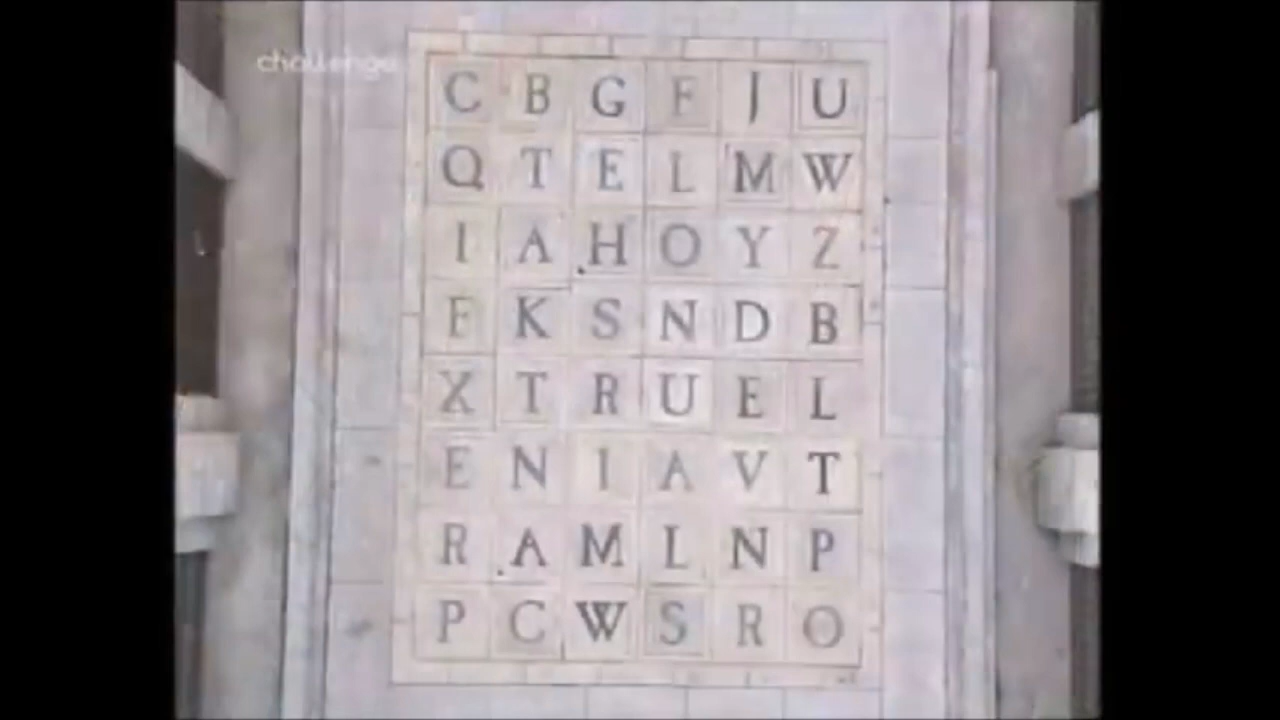 challenge
C B G F J U
Q T E L M W
I A H O Y Z
F K S N D B
X T R U E L
E N I A V T
R A M L N P
P C W S R O